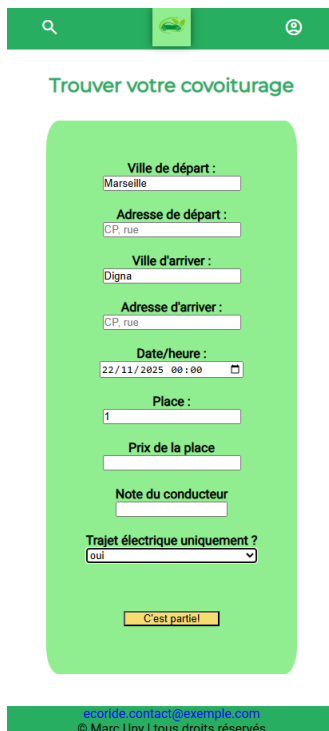 Trouver votre covoiturage
Ville de départ :
Marseille
Adresse de départ :
CP, rue
Ville d'arriver :
Digna
Adresse d'arriver :
CP, rue
Date/heure :
22/11/2025 00:00
Place :
1
Prix de la place
Note du conducteur
Trajet électrique uniquement ?
oui
C'est partie!
ecoride.contact@exemple.com
© Marc Uny | tous droits réservés